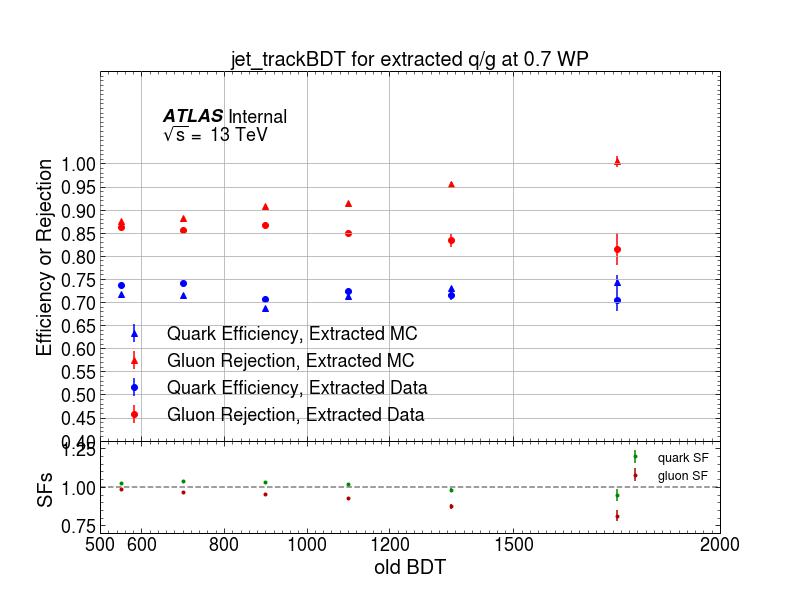 jet_trackBDT for extracted q/g at 0.7 WP
ATLAS Internal
√s = 13 TeV
Efficiency or Rejection
1.00
0.95
0.90
0.85
0.80
0.75
0.70
0.65
0.60
0.55
0.50
0.45
0.40
Quark Efficiency, Extracted MC
Gluon Rejection, Extracted MC
Quark Efficiency, Extracted Data
Gluon Rejection, Extracted Data
SFs
1.25
1.00
0.75
quark SF
gluon SF
500 600 800 1000 1200 1500 2000
old BDT